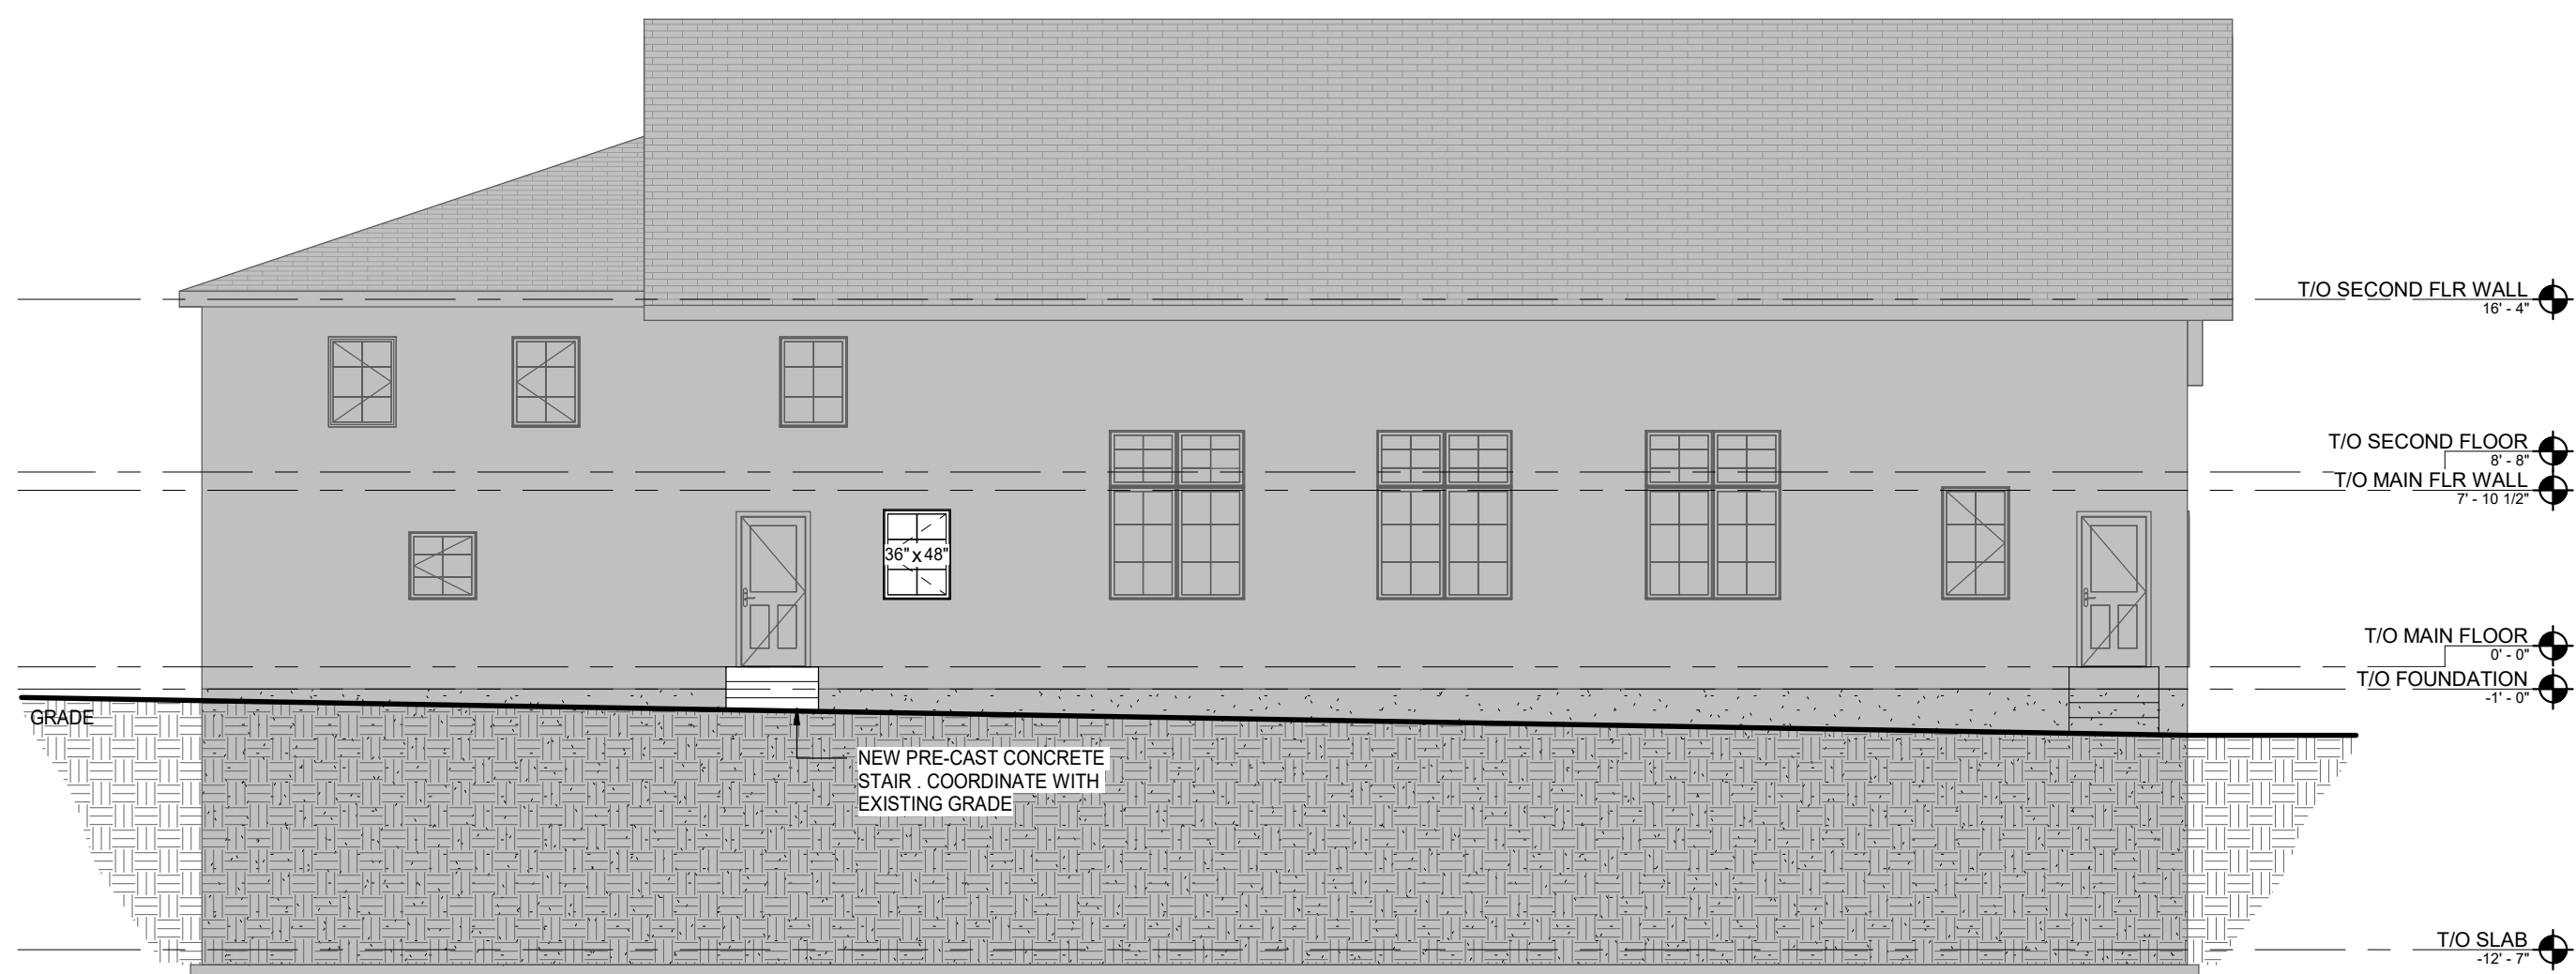 T/O SECOND FLR WALL
16' - 4"
T/O SECOND FLOOR
8' - 8"
T/O MAIN FLR WALL
7' - 10 1/2"
36" x 48"
T/O MAIN FLOOR
0' - 0"
T/O FOUNDATION
-1' - 0"
GRADE
NEW PRE-CAST CONCRETE
STAIR . COORDINATE WITH
EXISTING GRADE
T/O SLAB
-12' - 7"